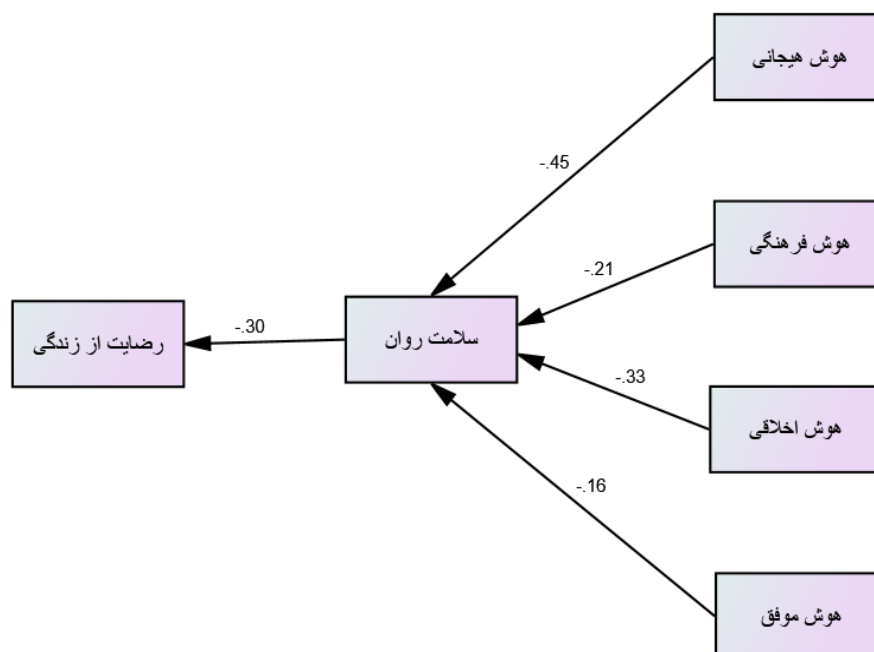 هوش هیجانی
-.45
هوش فرهنگی
-.21
رضایت از زندگی
-.30
سلامت روان
-.33
هوش اخلاقی
-.16
هوش موفق